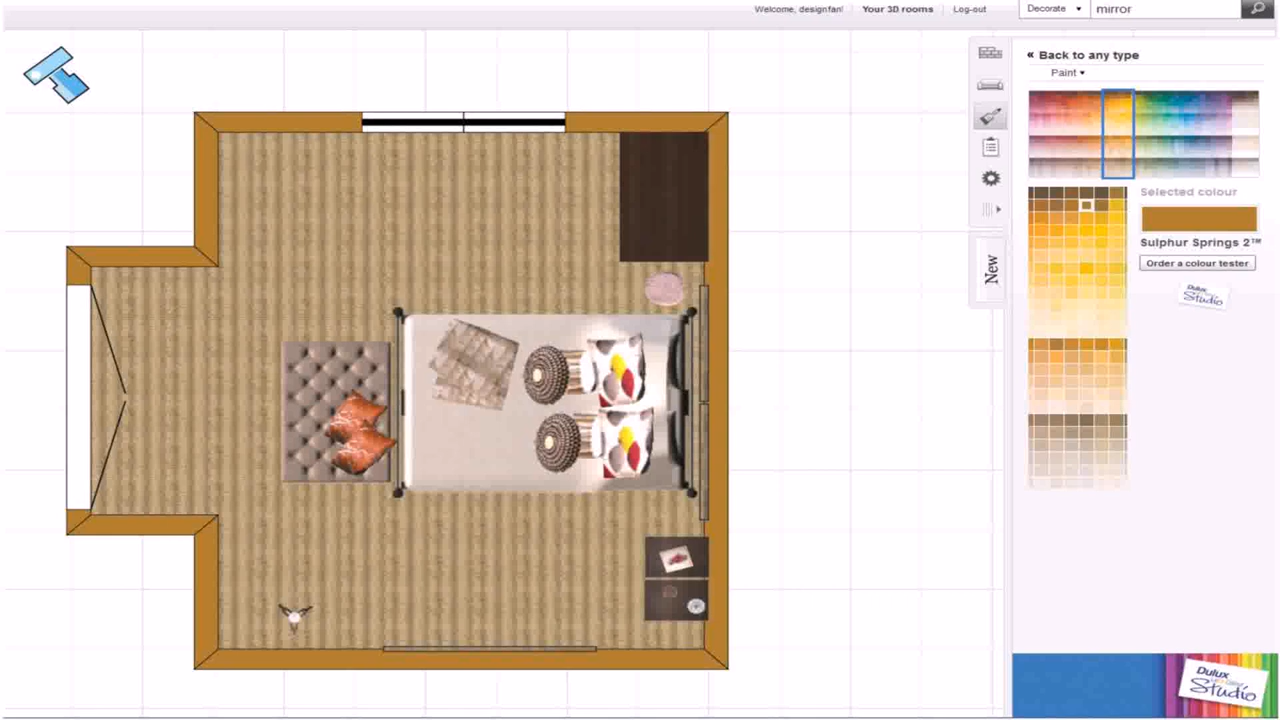 Welcome, designfan!
Your 3D rooms
Log-out
Decorate
mirror
« Back to any type
Paint
Selected colour
Sulphur Springs 2™
Order a colour tester
Dulux
Studio
New
Dulux
Studio